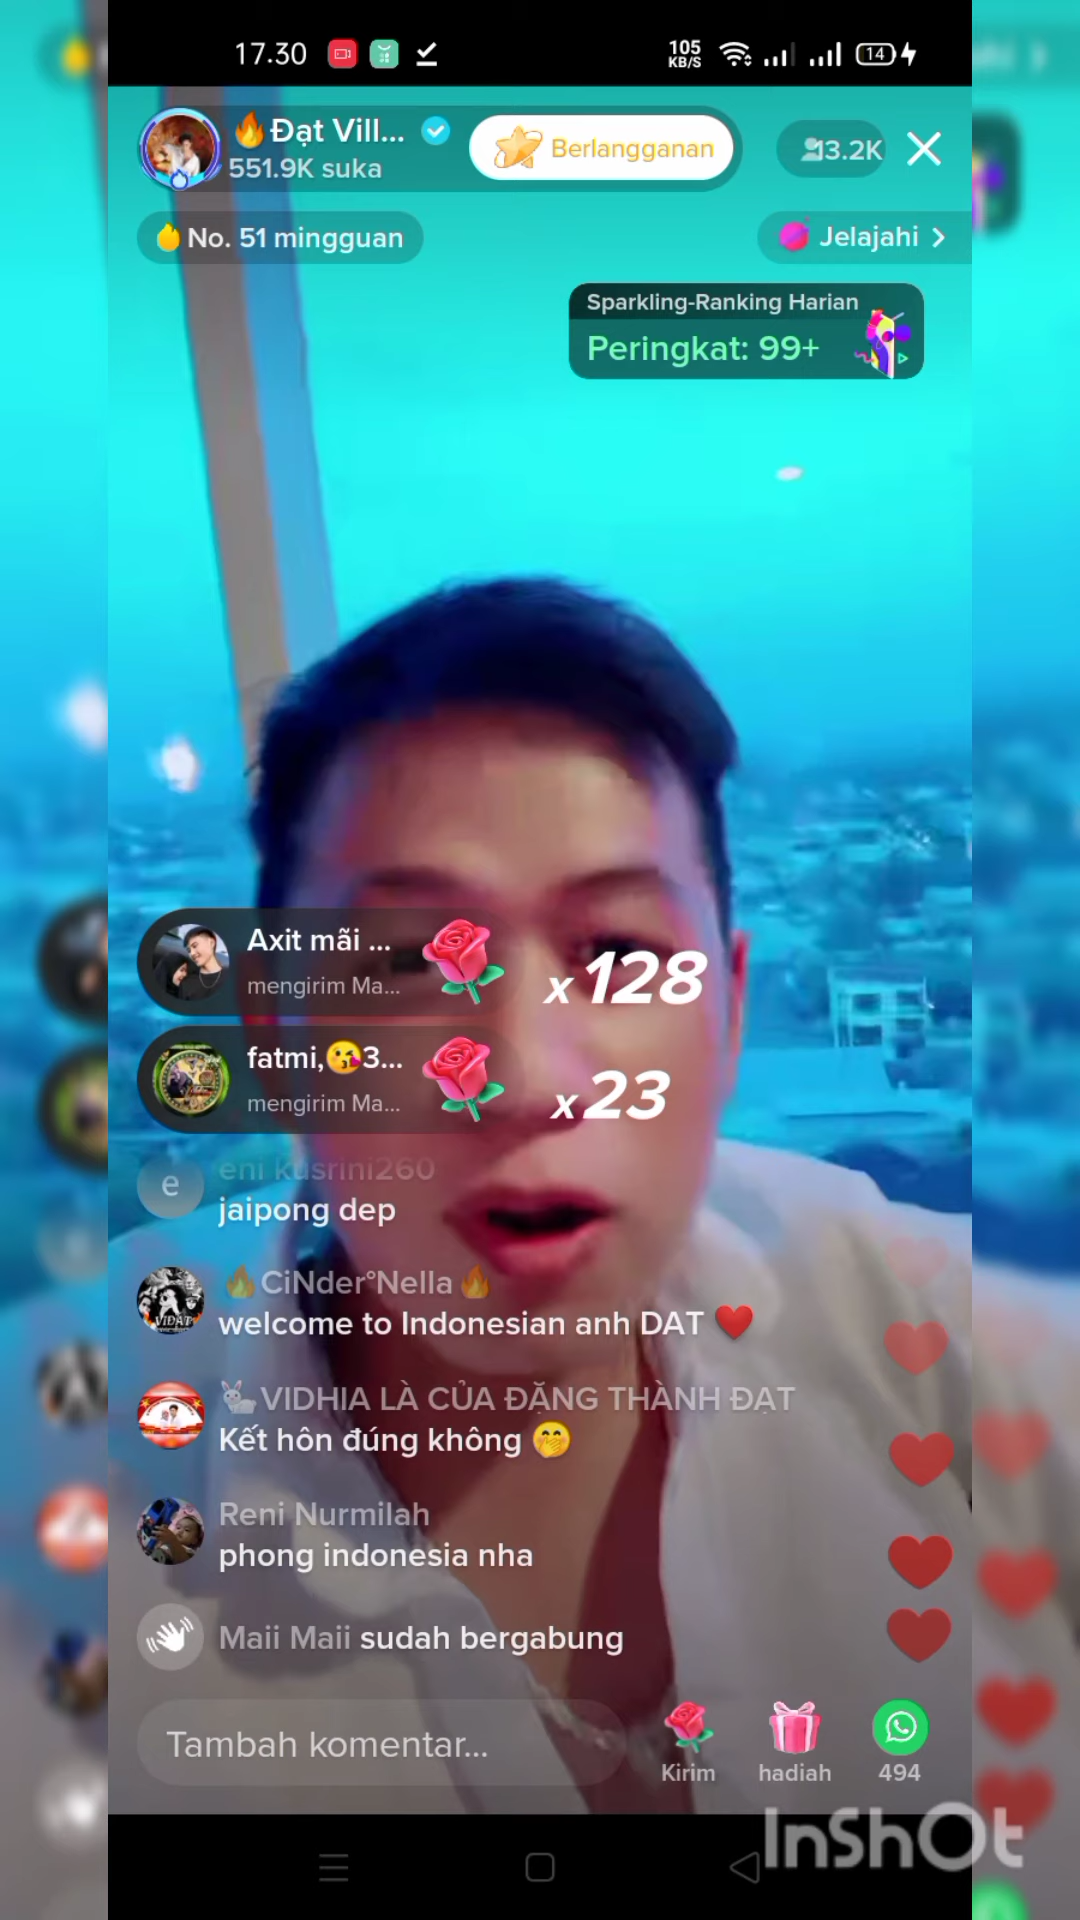 17.30
105
KB/S
14
🔥Đạt Vill...
551.9K suka
Berlangganan
13.2K
No. 51 mingguan
Jelajahi >
Sparkling-Ranking Harian
Peringkat: 99+
Axit mãi ...
mengirim Ma...
x128
fatmi,😘3...
mengirim Ma...
x23
e
eni kusrini260
jaipong dep
🔥CiNder°Nella🔥
welcome to Indonesian anh DAT ❤️
VIDAT
🐇VIDHIA LÀ CỦA ĐẶNG THÀNH ĐẠT
Kết hôn đúng không 🤭
Reni Nurmilah
phong indonesia nha
Maii Maii sudah bergabung
Tambah komentar...
Kirim
hadiah
494
InShOt